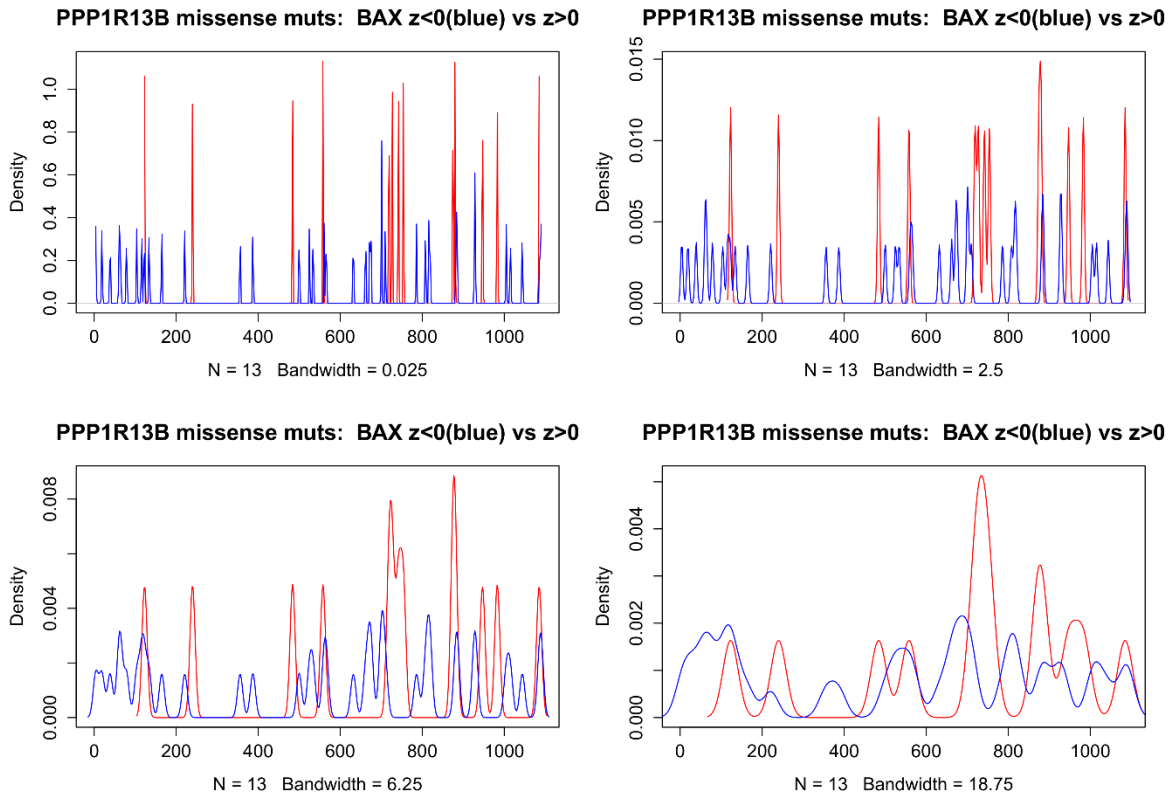 PPP1R13B missense muts:  BAX z<0(blue) vs z>0
Density
0.0 0.2 0.4 0.6 0.8 1.0
0 200 400 600 800 1000
N = 13   Bandwidth = 0.025
PPP1R13B missense muts:  BAX z<0(blue) vs z>0
Density
0.000 0.005 0.010 0.015
0 200 400 600 800 1000
N = 13   Bandwidth = 2.5
PPP1R13B missense muts:  BAX z<0(blue) vs z>0
Density
0.000 0.004 0.008
0 200 400 600 800 1000
N = 13   Bandwidth = 6.25
PPP1R13B missense muts:  BAX z<0(blue) vs z>0
Density
0.000 0.002 0.004
0 200 400 600 800 1000
N = 13   Bandwidth = 18.75